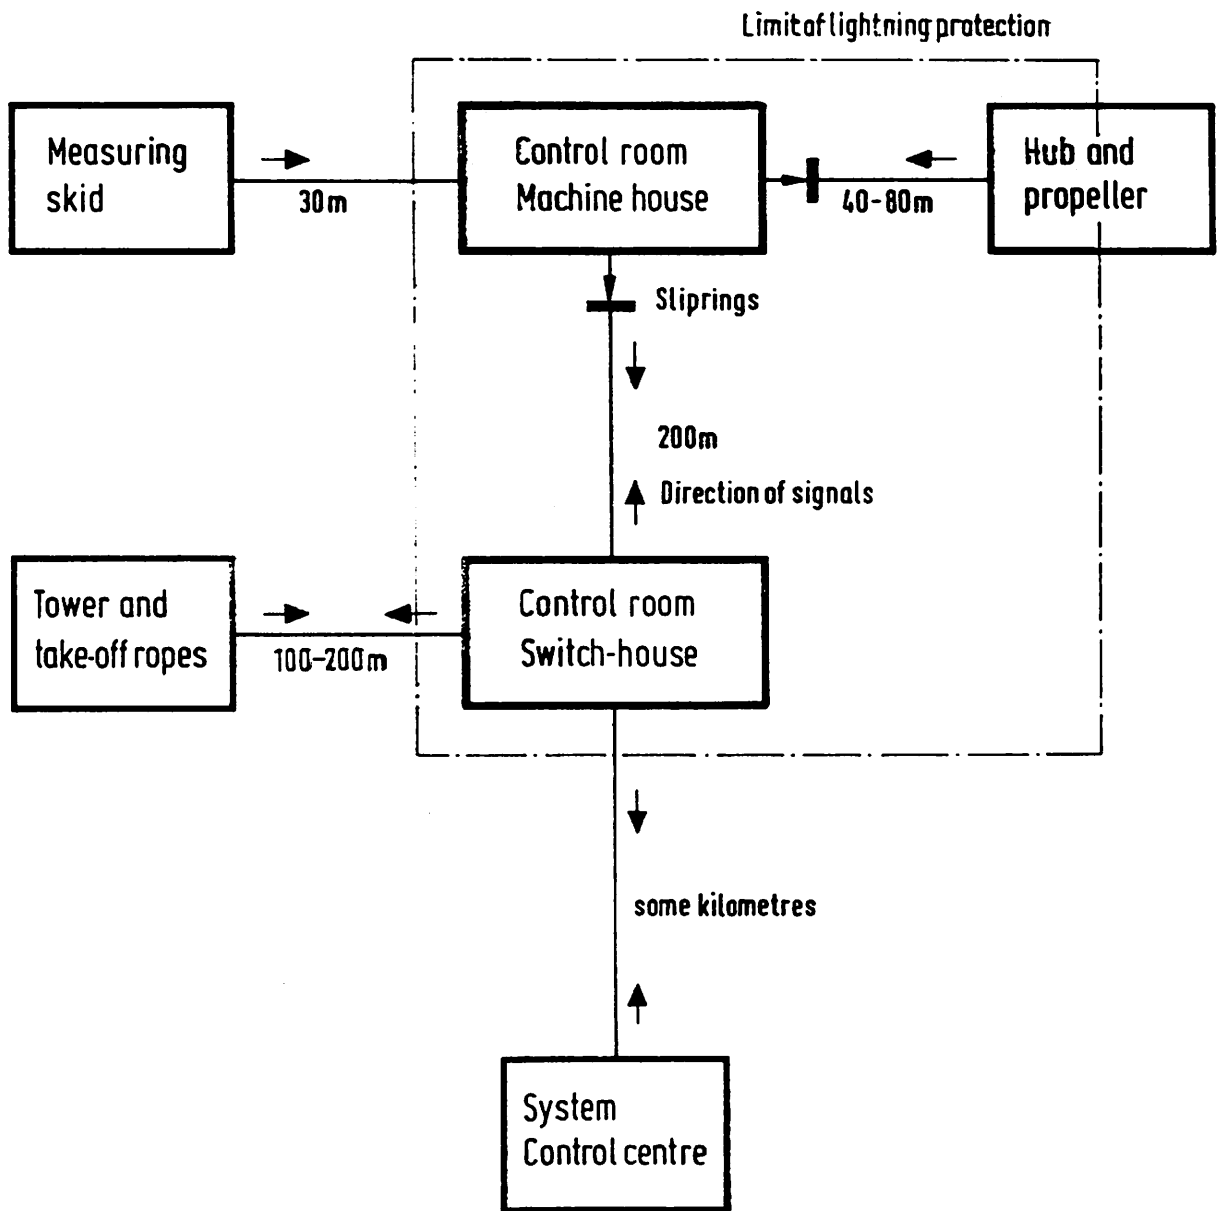 Limit of lightning protection
Measuring
skid
30m
Control room
Machine house
40-80m
Hub and
propeller
Sliprings
200m
Direction of signals
Tower and
take-off ropes
100-200m
Control room
Switch-house
some kilometres
System
Control centre